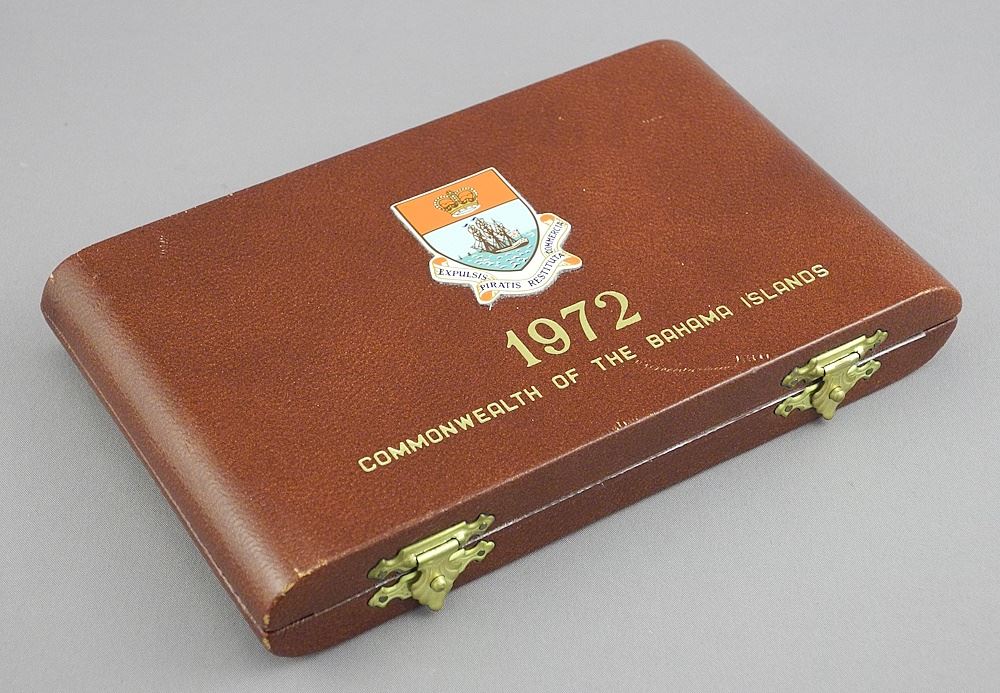 EXPULSIS PIRATIS RESTITUTA COMMERCIA
1972
COMMONWEALTH OF THE BAHAMA ISLANDS